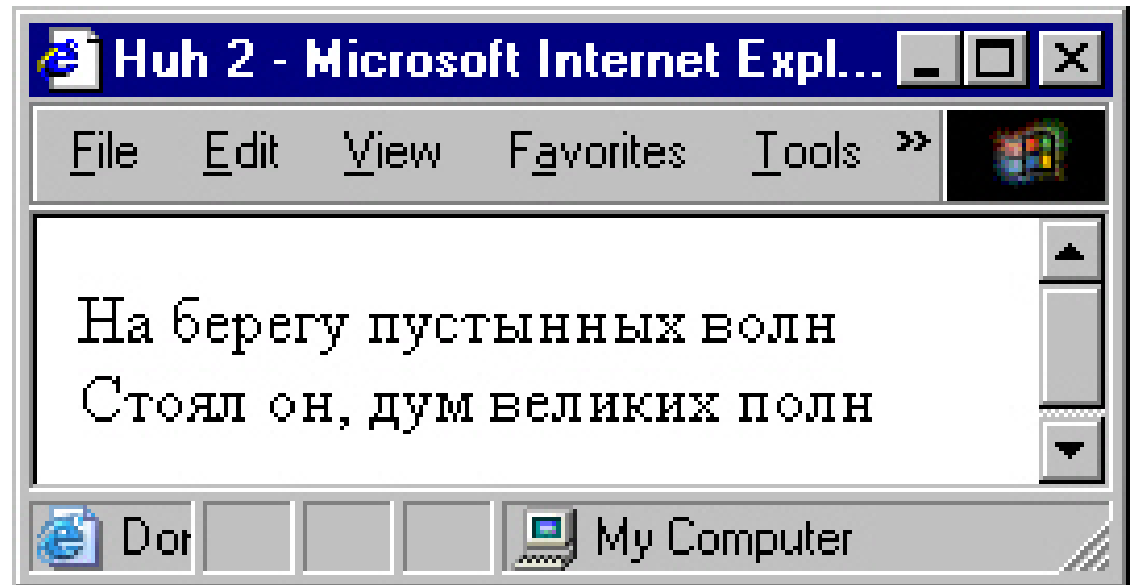 Huh 2 - Microsoft Internet Expl...
File Edit View Favorites Tools »
На берегу пустынных волн
Стоял он, дум великих полн
Don My Computer